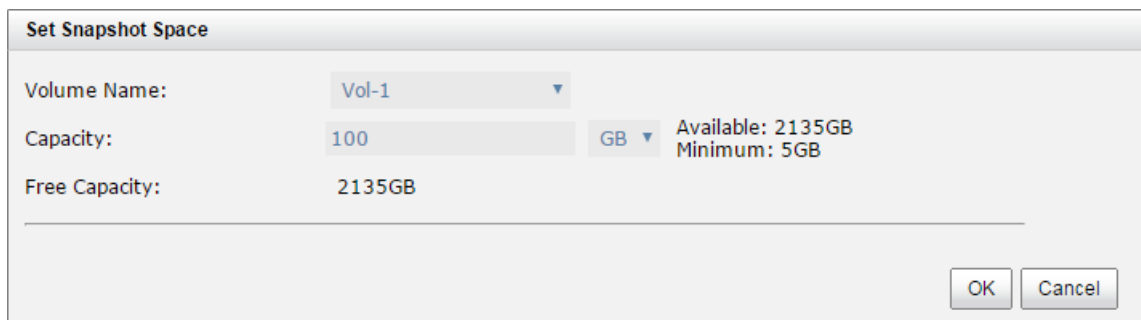 Set Snapshot Space
Volume Name: Vol-1
Capacity: 100 GB Available: 2135GB
Minimum: 5GB
Free Capacity: 2135GB
OK Cancel